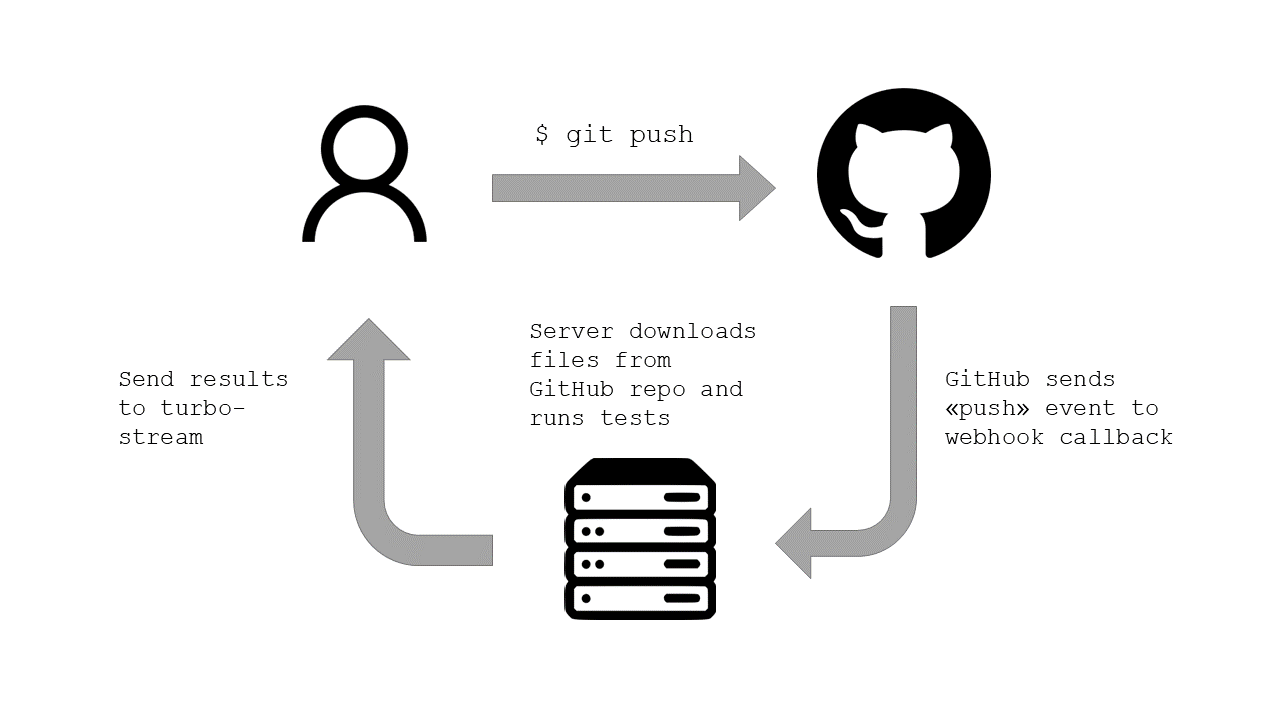 $ git push
Server downloads
files from
GitHub repo and
runs tests
Send results
to turbo-
stream
GitHub sends
«push» event to
webhook callback